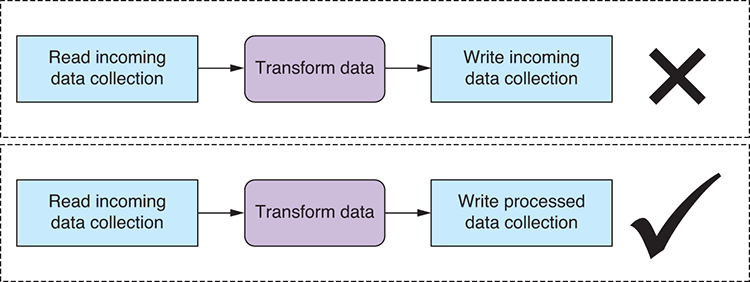 Read incoming
data collection
Transform data
Write incoming
data collection
Read incoming
data collection
Transform data
Write processed
data collection